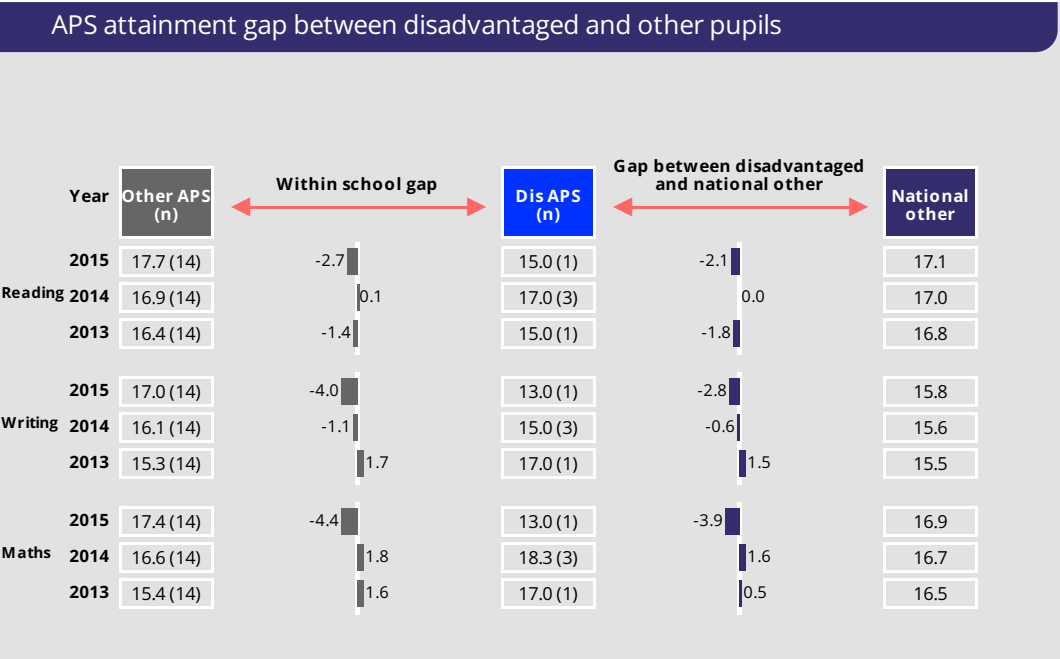 APS attainment gap between disadvantaged and other pupils
Year
Other APS
(n)
Within school gap
Dis APS
(n)
Gap between disadvantaged
and national other
National
other
Reading
2015 17.7 (14) -2.7 15.0 (1) -2.1 17.1
2014 16.9 (14) 0.1 17.0 (3) 0.0 17.0
2013 16.4 (14) -1.4 15.0 (1) -1.8 16.8
Writing
2015 17.0 (14) -4.0 13.0 (1) -2.8 15.8
2014 16.1 (14) -1.1 15.0 (3) -0.6 15.6
2013 15.3 (14) 1.7 17.0 (1) 1.5 15.5
Maths
2015 17.4 (14) -4.4 13.0 (1) -3.9 16.9
2014 16.6 (14) 1.8 18.3 (3) 1.6 16.7
2013 15.4 (14) 1.6 17.0 (1) 0.5 16.5